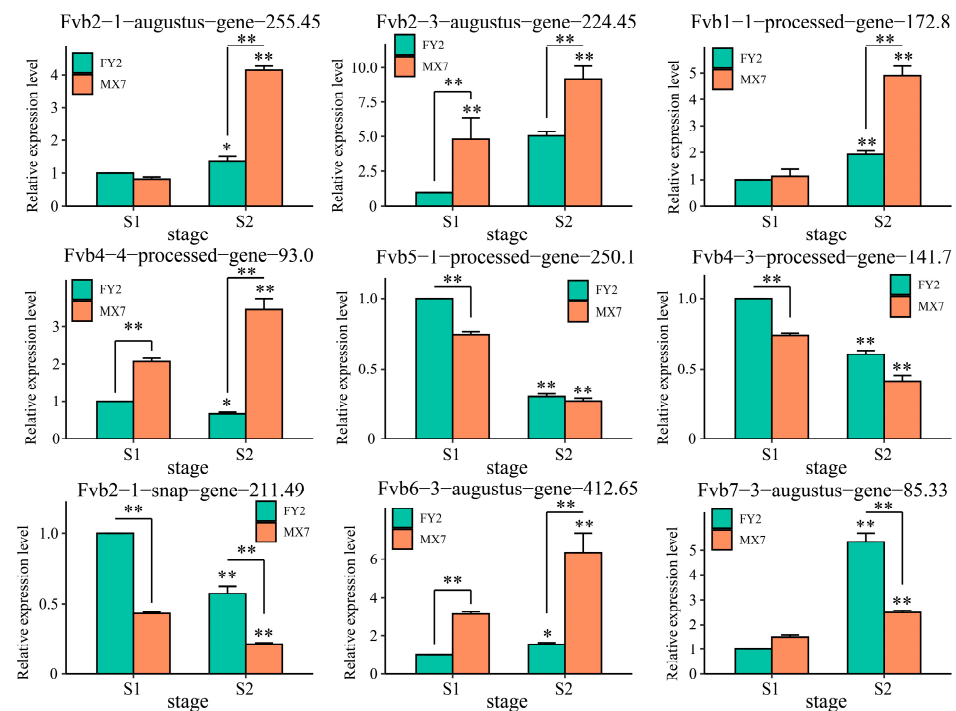 Fvb2-1-augustus-gene-255.45
**
FY2
MX7
**
*
Relative expression level
4
3
2
1
0
S1
S2
stagc
Fvb2-3-augustus-gene-224.45
**
FY2
MX7
**
**
**
Relative expression level
10.0
7.5
5.0
2.5
0
S1
S2
stage
Fvb1-1-processed-gene-172.8
**
FY2
MX7
**
**
Relative expression level
5
4
3
2
1
0
S1
S2
stagc
Fvb4-4-processed-gene-93.0
**
FY2
MX7
**
**
*
Relative expression level
3
2
1
0
S1
S2
stage
Fvb5-1-processed-gene-250.1
**
FY2
MX7
**
**
Relative expression level
1.0
0.5
0
S1
S2
stage
Fvb4-3-processed-gene-141.7
**
FY2
MX7
**
**
Relative expression level
1.0
0.5
0
S1
S2
stage
Fvb2-1-snap-gene-211.49
**
FY2
MX7
**
**
**
Relative expression level
1.0
0.5
0
S1
S2
stage
Fvb6-3-augustus-gene-412.65
**
FY2
MX7
**
**
*
Relative expression level
6
4
2
0
S1
S2
stage
Fvb7-3-augustus-gene-85.33
**
FY2
MX7
**
**
Relative expression level
5
4
3
2
1
0
S1
S2
stage